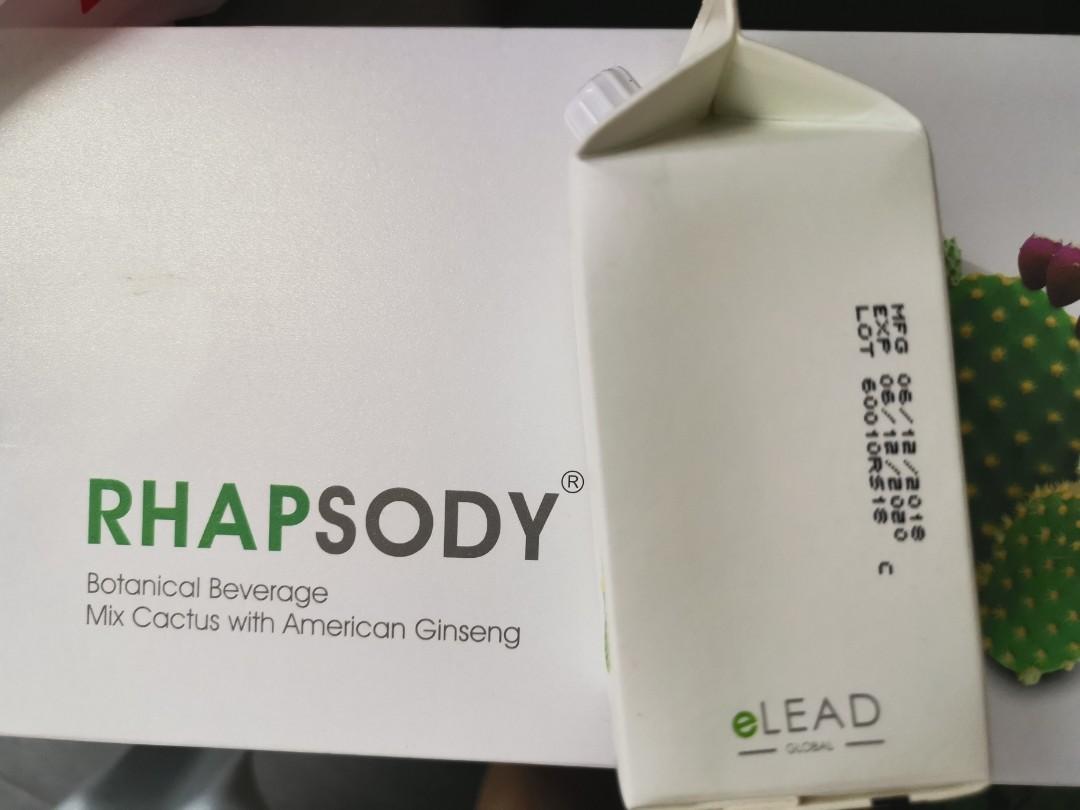 RHAPSODY®
Botanical Beverage
Mix Cactus with American Ginseng
MFG 06/12/2018
EXP 06/12/2020
LOT 60010RS18 C
eLEAD
GLOBAL